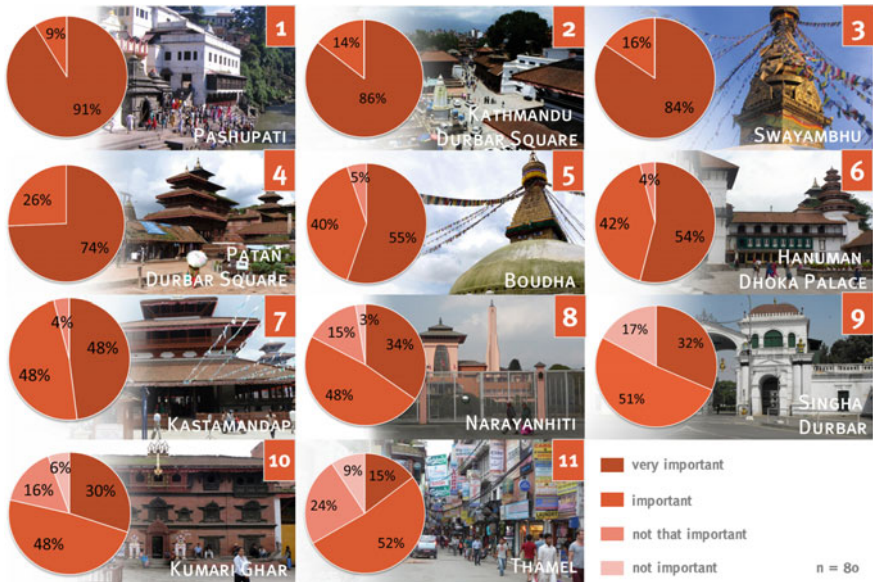 1
9%
91%
PASHUPATI
2
14%
86%
KATHMANDU
DURBAR SQUARE
3
16%
84%
SWAYAMBHU
4
26%
74%
PATAN
DURBAR SQUARE
5
5%
40%
55%
BOUDHA
6
4%
42%
54%
HANUMAN
DHOKA PALACE
7
4%
48%
48%
KASTAMANDAP
8
3%
15%
34%
48%
NARAYANHITI
9
17%
32%
51%
SINGHA
DURBAR
10
6%
16%
30%
48%
KUMARI GHAR
11
9%
15%
24%
52%
THAMEL
very important
important
not that important
not important
n = 80